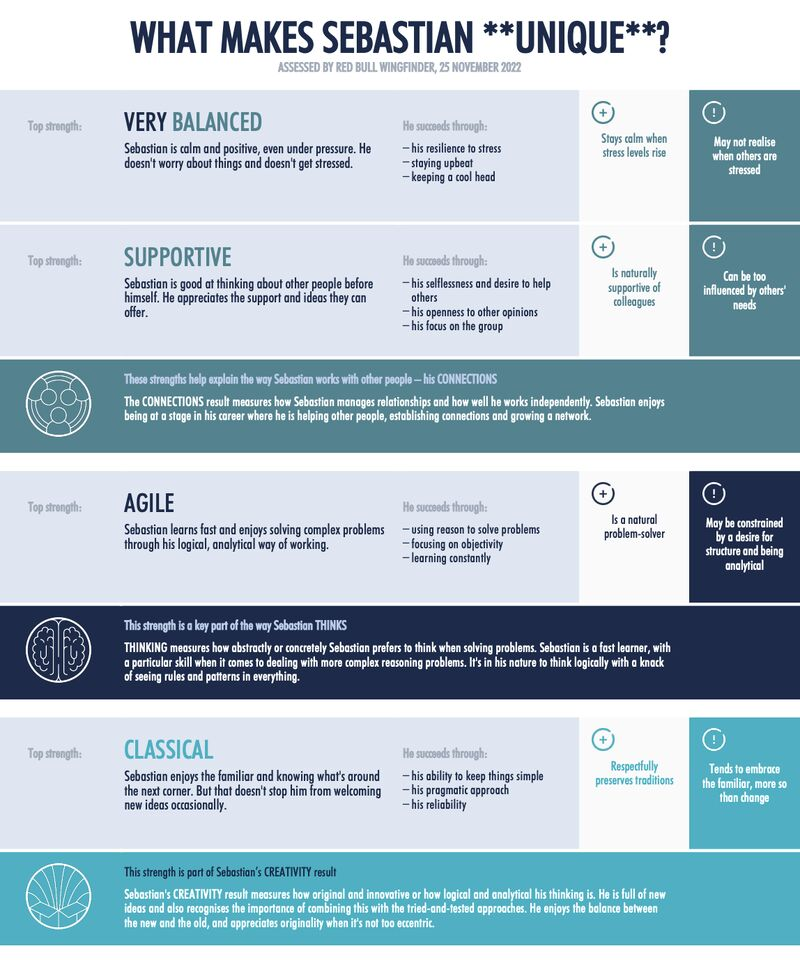 WHAT MAKES SEBASTIAN **UNIQUE**?
ASSESSED BY RED BULL WINGFINDER, 25 NOVEMBER 2022
Top strength:
VERY BALANCED
Sebastian is calm and positive, even under pressure. He
doesn't worry about things and doesn't get stressed.
He succeeds through:
– his resilience to stress
– staying upbeat
– keeping a cool head
Stays calm when
stress levels rise
May not realise
when others are
stressed
Top strength:
SUPPORTIVE
Sebastian is good at thinking about other people before
himself. He appreciates the support and ideas they can
offer.
He succeeds through:
– his selflessness and desire to help
others
– his openness to other opinions
– his focus on the group
Is naturally
supportive of
colleagues
Can be too
influenced by others'
needs
These strengths help explain the way Sebastian works with other people – his CONNECTIONS
The CONNECTIONS result measures how Sebastian manages relationships and how well he works independently. Sebastian enjoys
being at a stage in his career where he is helping other people, establishing connections and growing a network.
Top strength:
AGILE
Sebastian learns fast and enjoys solving complex problems
through his logical, analytical way of working.
He succeeds through:
– using reason to solve problems
– focusing on objectivity
– learning constantly
Is a natural
problem-solver
May be constrained
by a desire for
structure and being
analytical
This strength is a key part of the way Sebastian THINKS
THINKING measures how abstractly or concretely Sebastian prefers to think when solving problems. Sebastian is a fast learner, with
a particular skill when it comes to dealing with more complex reasoning problems. It's in his nature to think logically with a knack
of seeing rules and patterns in everything.
Top strength:
CLASSICAL
Sebastian enjoys the familiar and knowing what's around
the next corner. But that doesn't stop him from welcoming
new ideas occasionally.
He succeeds through:
– his ability to keep things simple
– his pragmatic approach
– his reliability
Respectfully
preserves traditions
Tends to embrace
the familiar, more so
than change
This strength is part of Sebastian's CREATIVITY result
Sebastian's CREATIVITY result measures how original and innovative or how logical and analytical his thinking is. He is full of new
ideas and also recognises the importance of combining this with the tried-and-tested approaches. He enjoys the balance between
the new and the old, and appreciates originality when it's not too eccentric.